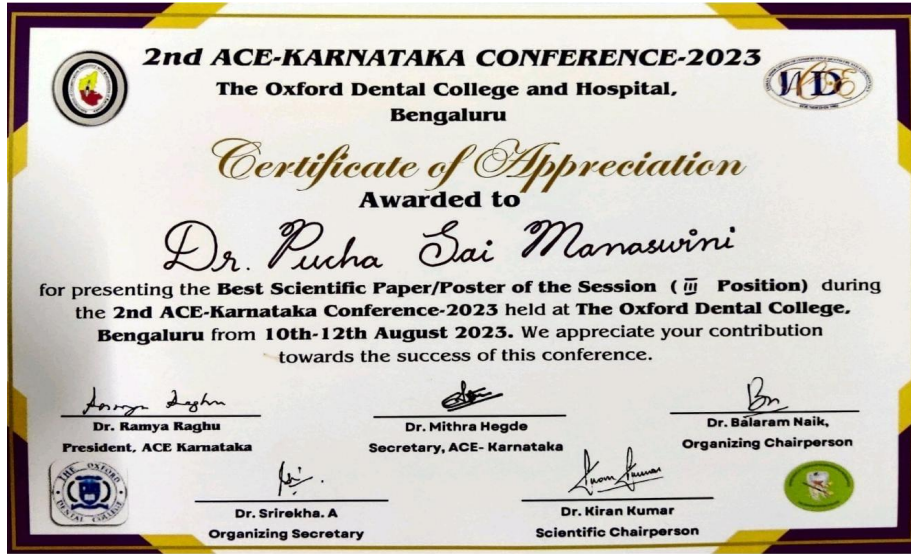 2nd ACE-KARNATAKA CONFERENCE-2023
The Oxford Dental College and Hospital,
Bengaluru
Certificate of Appreciation
Awarded to
Dr. Pucha Sai Manaswini
for presenting the Best Scientific Paper/Poster of the Session ( iii Position) during
the 2nd ACE-Karnataka Conference-2023 held at The Oxford Dental College,
Bengaluru from 10th-12th August 2023. We appreciate your contribution
towards the success of this conference.
Dr. Ramya Raghu
President, ACE Karnataka
Dr. Mithra Hegde
Secretary, ACE- Karnataka
Dr. Balaram Naik,
Organizing Chairperson
THE OXFORD
DENTAL COLLEGE
Dr. Srirekha. A
Organizing Secretary
Dr. Kiran Kumar
Scientific Chairperson